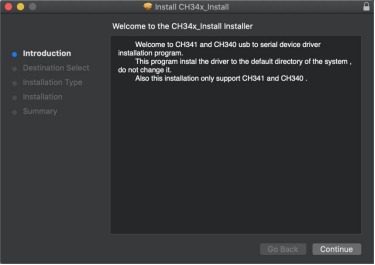 Install CH34x_Install
Welcome to the CH34x_Install Installer
Introduction
Destination Select
Installation Type
Installation
Summary
Welcome to CH341 and CH340 usb to serial device driver
installation program.
This program instal the driver to the default directory of the system ,
do not change it.
Also this installation only support CH341 and CH340 .
Go Back
Continue